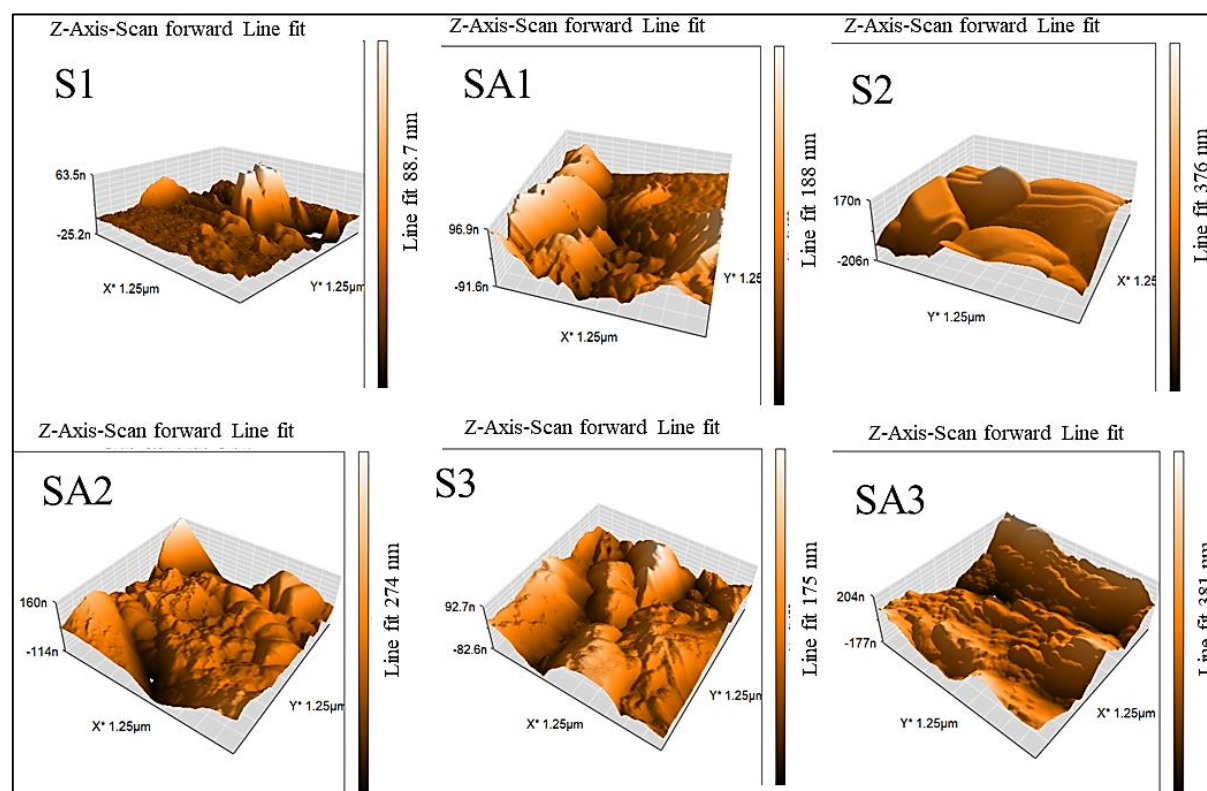 Z-Axis-Scan forward Line fit
S1
63.5n
-25.2n
X* 1.25µm
Y* 1.25µm
Line fit 88.7 nm
Z-Axis-Scan forward Line fit
SA1
96.9n
-91.6n
X* 1.25µm
Y* 1.25
Line fit 188 nm
Z-Axis-Scan forward Line fit
S2
170n
-206n
Y* 1.25µm
X* 1.25
Line fit 376 nm
Z-Axis-Scan forward Line fit
SA2
160n
-114n
X* 1.25µm
Y* 1.25µm
Line fit 274 nm
Z-Axis-Scan forward Line fit
S3
92.7n
-82.6n
X* 1.25µm
Y* 1.25µm
Line fit 175 nm
Z-Axis-Scan forward Line fit
SA3
204n
-177n
Y* 1.25µm
X* 1.25µm
Line fit 381 nm